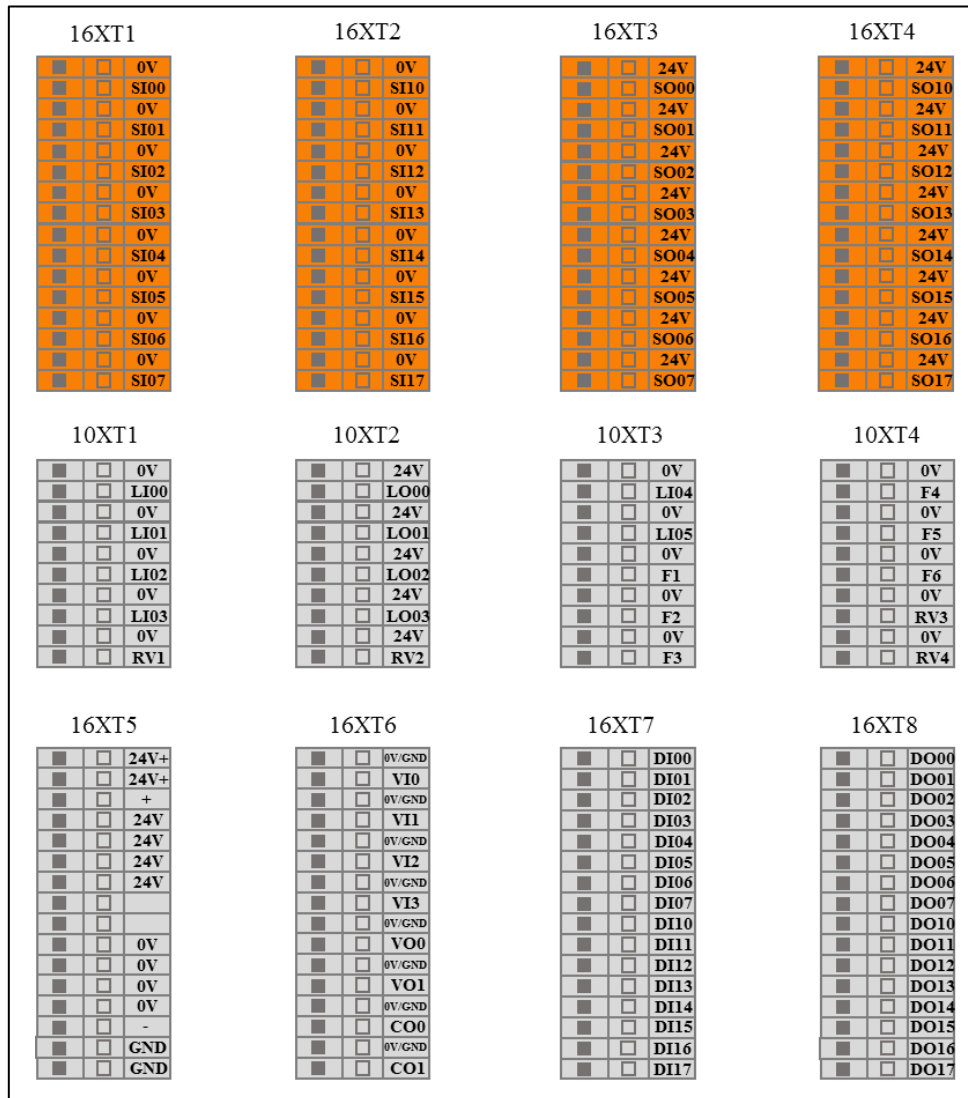 16XT1 16XT2 16XT3 16XT4
0V 0V 24V 24V
SI00 SI10 SO00 SO10
0V 0V 24V 24V
SI01 SI11 SO01 SO11
0V 0V 24V 24V
SI02 SI12 SO02 SO12
0V 0V 24V 24V
SI03 SI13 SO03 SO13
0V 0V 24V 24V
SI04 SI14 SO04 SO14
0V 0V 24V 24V
SI05 SI15 SO05 SO15
0V 0V 24V 24V
SI06 SI16 SO06 SO16
0V 0V 24V 24V
SI07 SI17 SO07 SO17
10XT1 10XT2 10XT3 10XT4
0V 24V 0V 0V
LI00 LO00 LI04 F4
0V 24V 0V 0V
LI01 LO01 LI05 F5
0V 24V 0V 0V
LI02 LO02 F1 F6
0V 24V 0V 0V
LI03 LO03 F2 RV3
0V 24V 0V 0V
RV1 RV2 F3 RV4
16XT5 16XT6 16XT7 16XT8
24V+ 0V/GND DI00 DO00
24V+ VI0 DI01 DO01
+ 0V/GND DI02 DO02
24V VI1 DI03 DO03
24V 0V/GND DI04 DO04
24V VI2 DI05 DO05
24V 0V/GND DI06 DO06
VI3 DI07 DO07
0V/GND DI10 DO10
0V VO0 DI11 DO11
0V 0V/GND DI12 DO12
0V VO1 DI13 DO13
0V 0V/GND DI14 DO14
- CO0 DI15 DO15
GND 0V/GND DI16 DO16
GND CO1 DI17 DO17